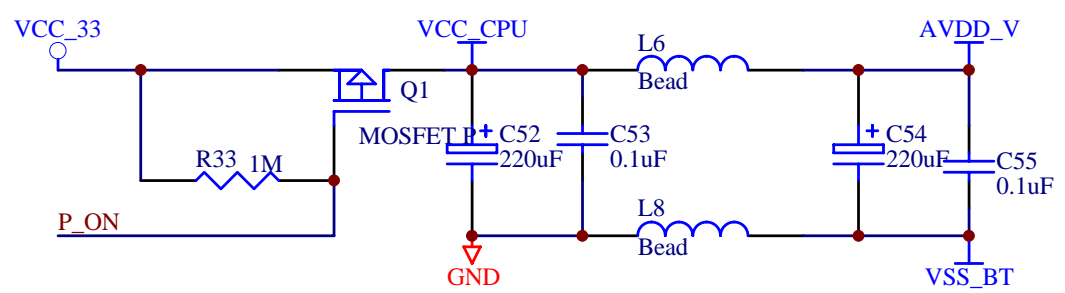 VCC_33
VCC_CPU
AVDD_V
L6
Bead
Q1
MOSFET P
C52
220uF
C53
0.1uF
C54
220uF
C55
0.1uF
R33
1M
P_ON
L8
Bead
GND
VSS_BT